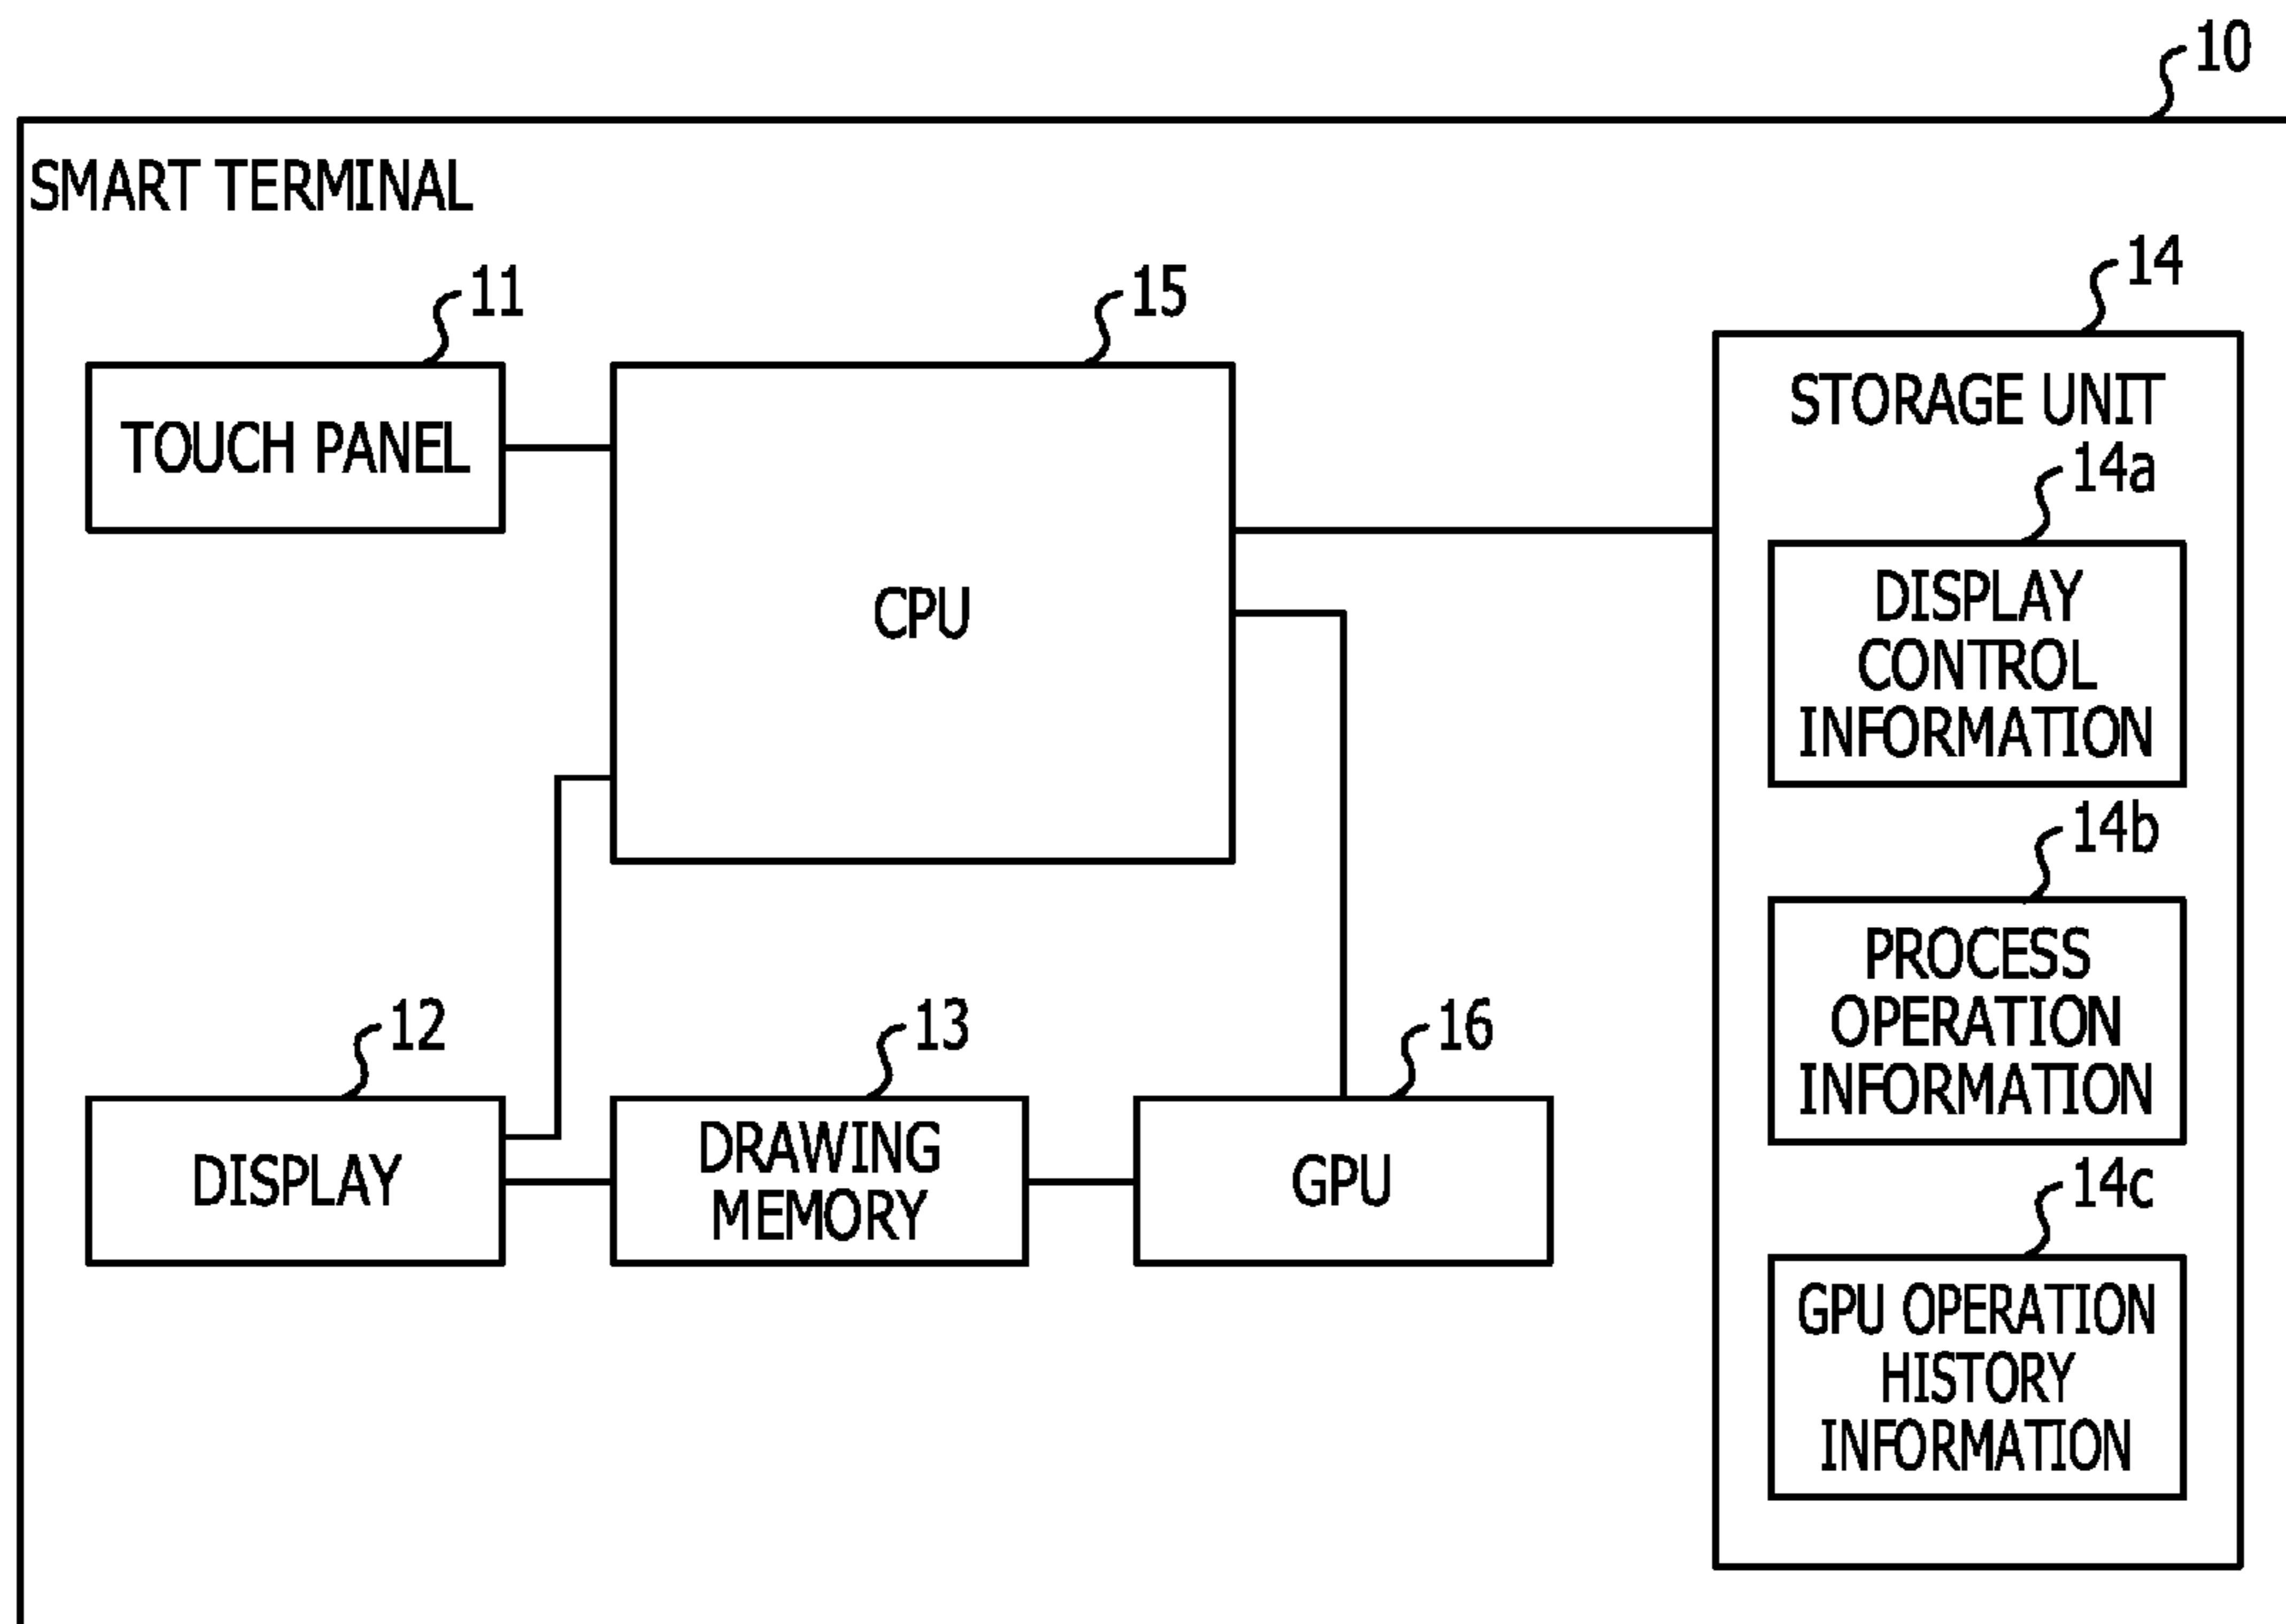 10
SMART TERMINAL
11
TOUCH PANEL
15
CPU
14
STORAGE UNIT
14a
DISPLAY
CONTROL
INFORMATION
14b
PROCESS
OPERATION
INFORMATION
14c
GPU OPERATION
HISTORY
INFORMATION
12
DISPLAY
13
DRAWING
MEMORY
16
GPU